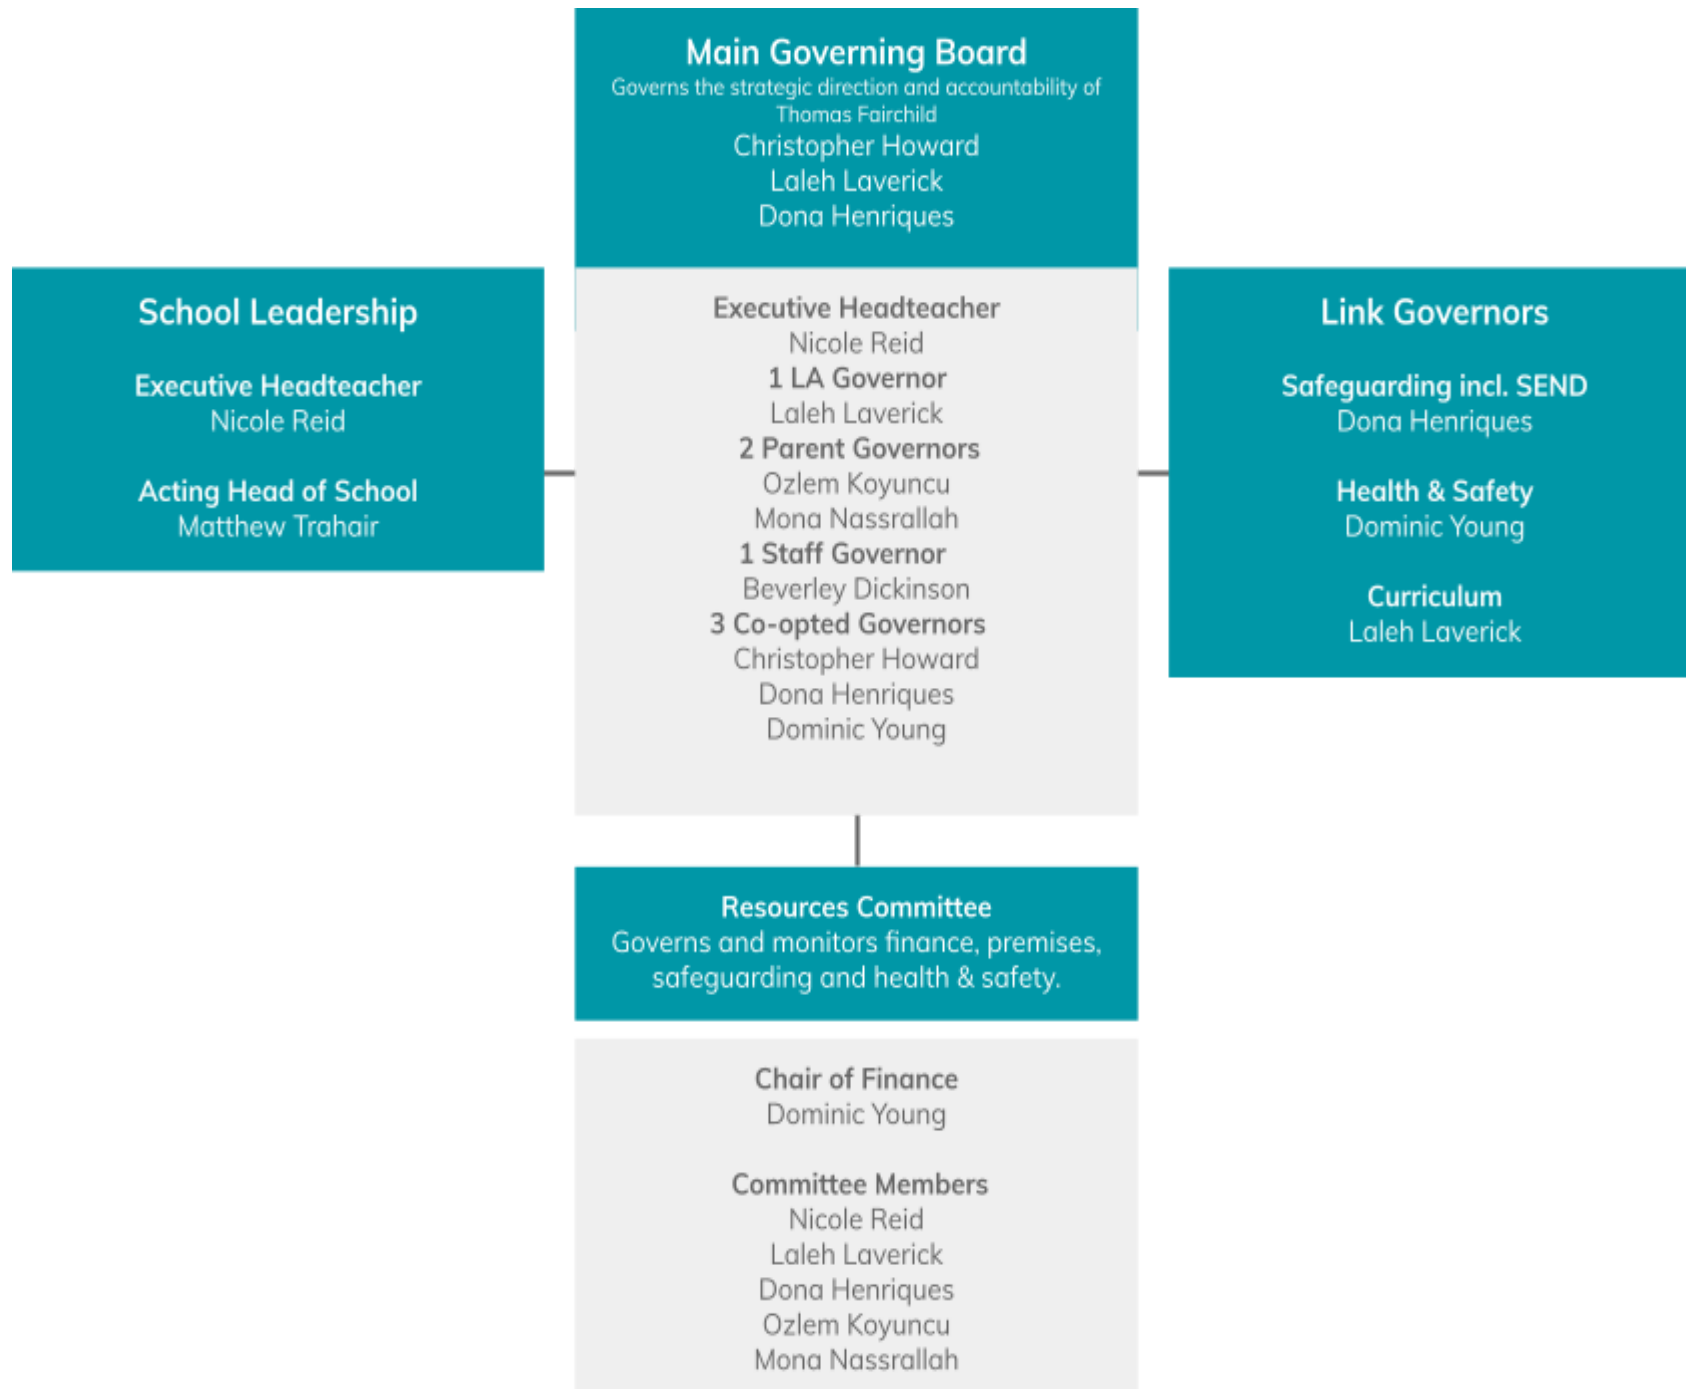 Main Governing Board
Governs the strategic direction and accountability of
Thomas Fairchild
Christopher Howard
Laleh Laverick
Dona Henriques
School Leadership
Executive Headteacher
Nicole Reid
Acting Head of School
Matthew Trahair
Executive Headteacher
Nicole Reid
1 LA Governor
Laleh Laverick
2 Parent Governors
Ozlem Koyuncu
Mona Nassrallah
1 Staff Governor
Beverley Dickinson
3 Co-opted Governors
Christopher Howard
Dona Henriques
Dominic Young
Link Governors
Safeguarding incl. SEND
Dona Henriques
Health & Safety
Dominic Young
Curriculum
Laleh Laverick
Resources Committee
Governs and monitors finance, premises,
safeguarding and health & safety.
Chair of Finance
Dominic Young
Committee Members
Nicole Reid
Laleh Laverick
Dona Henriques
Ozlem Koyuncu
Mona Nassrallah